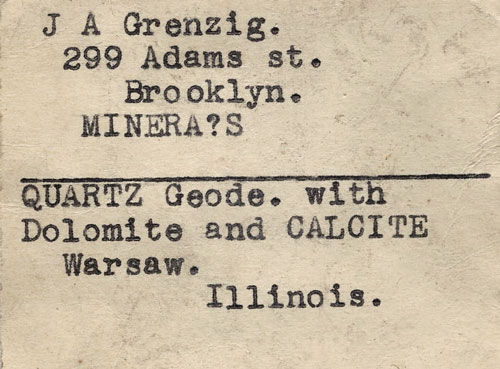 J A Grenzig.
299 Adams st.
Brooklyn.
MINERA?S
QUARTZ Geode. with
Dolomite and CALCITE
Warsaw.
Illinois.